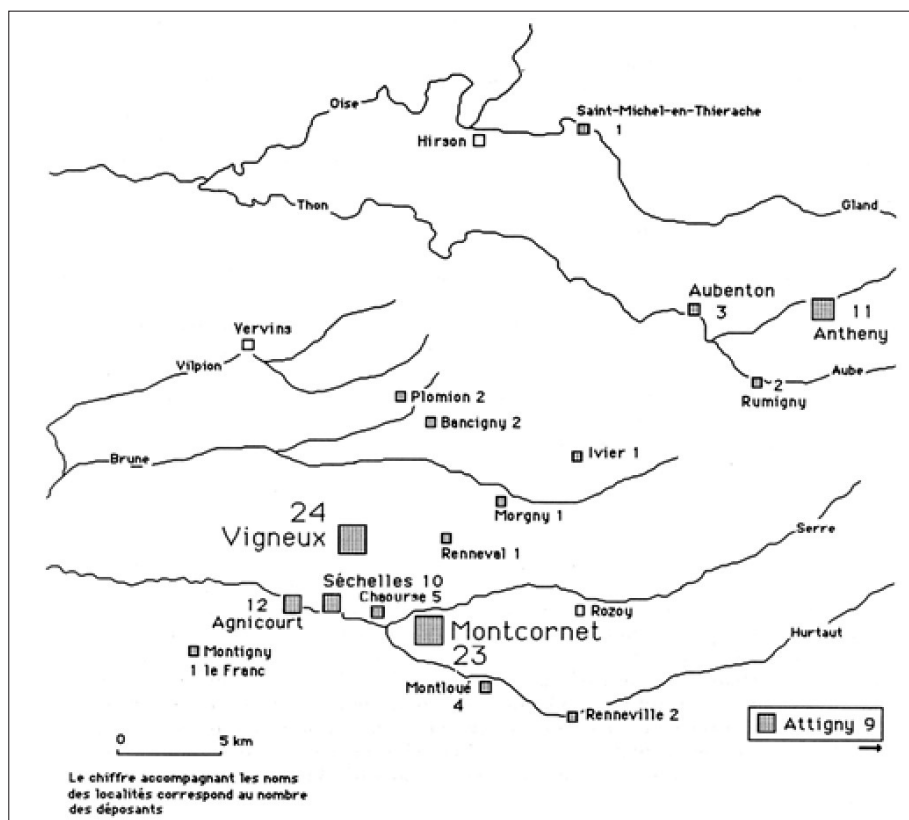 Oise
Saint-Michel-en-Thierache
1
Hirson
Thon
Gland
Aubenton
3
11
Antheny
Vervins
Vilpion
Aube
2
Rumigny
Plomion 2
Bancigny 2
Brune
Ivier 1
Morgny 1
24
Vigneux
Renneval 1
Serre
Séchelles 10
Chaourse 5
12
Agnicourt
Rozoy
Montcornet
23
Hurtaut
Montigny
1 le Franc
Montloué
4
Renneville 2
Attigny 9
0 5 km
Le chiffre accompagnant les noms
des localités correspond au nombre
des déposants